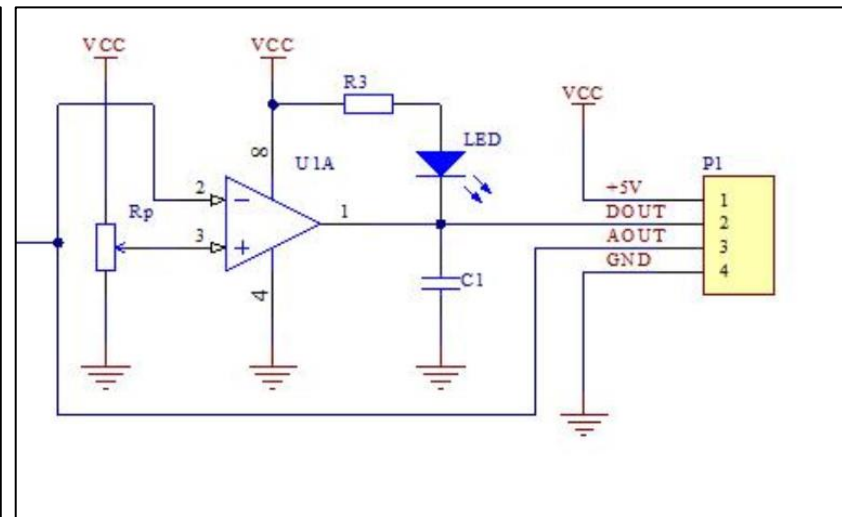 VCC
VCC
R3
VCC
LED
P1
8
U1A
+5V
1
2
Rp
1
DOUT
2
3
AOUT
3
GND
4
4
C1